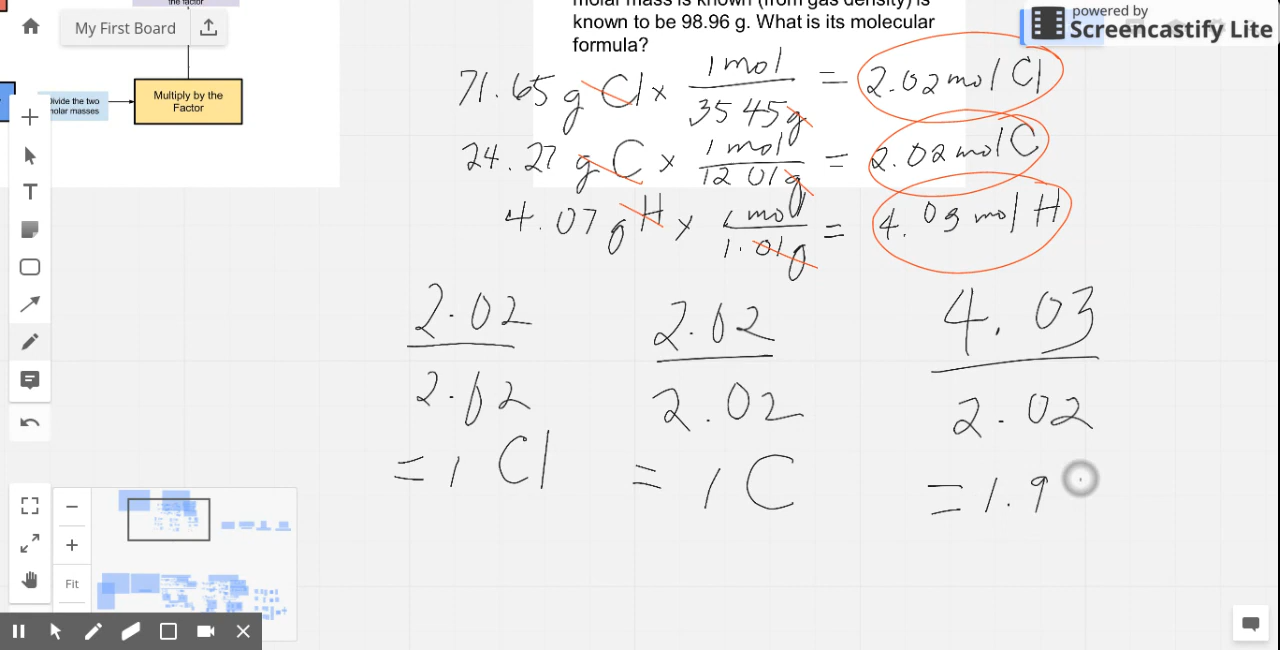 the factor
My First Board
Divide the two
molar masses
Multiply by the
Factor
molar mass is known (from gas density) is
known to be 98.96 g. What is its molecular
formula?
powered by
Screencastify Lite
71.65 g Cl × 1 mol / 35 45 g = 2.02 mol Cl
24.27 g C × 1 mol / 12 01 g = 2.02 mol C
4.07 g H × 1 mol / 1.01 g = 4.03 mol H
2.02 2.02 4.03
2.02 2.02 2.02
= 1 Cl = 1 C = 1.9
Fit